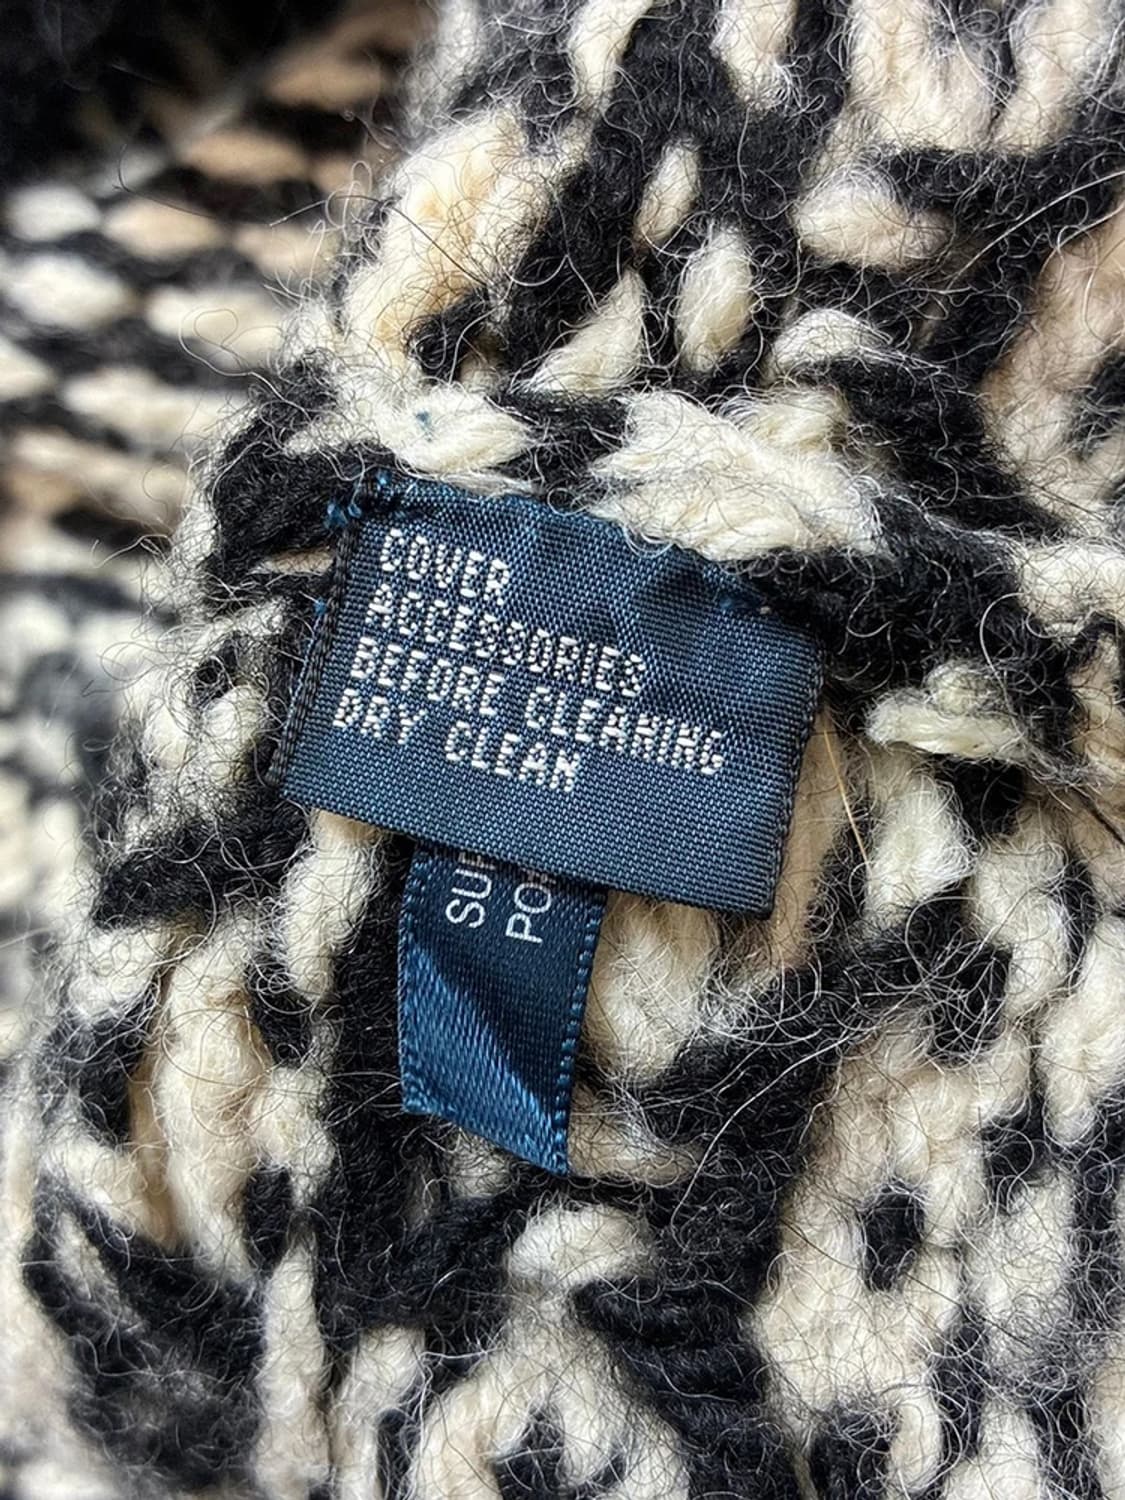 COVER
ACCESSORIES
BEFORE CLEANING
DRY CLEAN